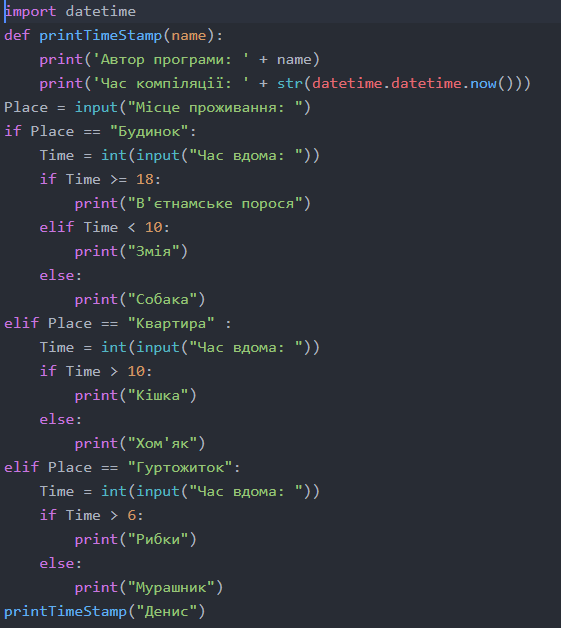 import datetime
def printTimeStamp(name):
    print('Автор програми: ' + name)
    print('Час компіляції: ' + str(datetime.datetime.now()))
Place = input("Місце проживання: ")
if Place == "Будинок":
    Time = int(input("Час вдома: "))
    if Time >= 18:
        print("В'єтнамське порося")
    elif Time < 10:
        print("Змія")
    else:
        print("Собака")
elif Place == "Квартира" :
    Time = int(input("Час вдома: "))
    if Time > 10:
        print("Кішка")
    else:
        print("Хом'як")
elif Place == "Гуртожиток":
    Time = int(input("Час вдома: "))
    if Time > 6:
        print("Рибки")
    else:
        print("Мурашник")
printTimeStamp("Денис")